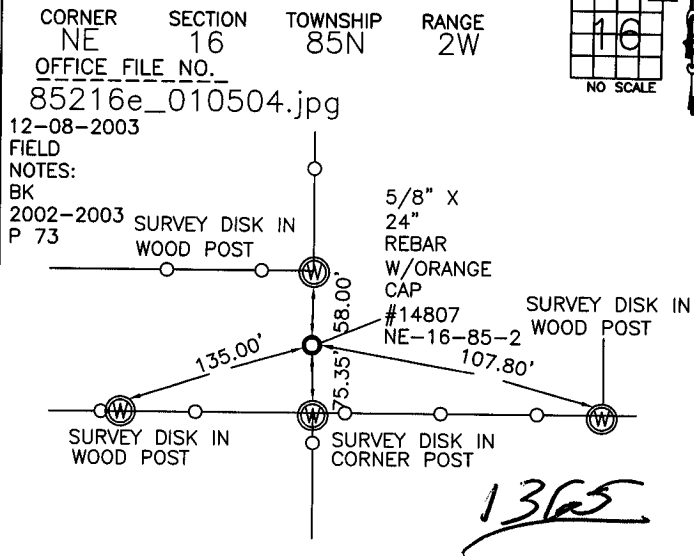 CORNER SECTION TOWNSHIP RANGE
NE 16 85N 2W
OFFICE FILE NO.
85216e_010504.jpg
16
NO SCALE
12-08-2003
FIELD
NOTES:
BK
2002-2003
P 73
SURVEY DISK IN
WOOD POST
5/8" X
24"
REBAR
W/ORANGE
CAP
#14807
NE-16-85-2
SURVEY DISK IN
WOOD POST
W
58.00'
135.00'
107.80'
75.35'
W
W
W
SURVEY DISK IN
WOOD POST
SURVEY DISK IN
CORNER POST
1365